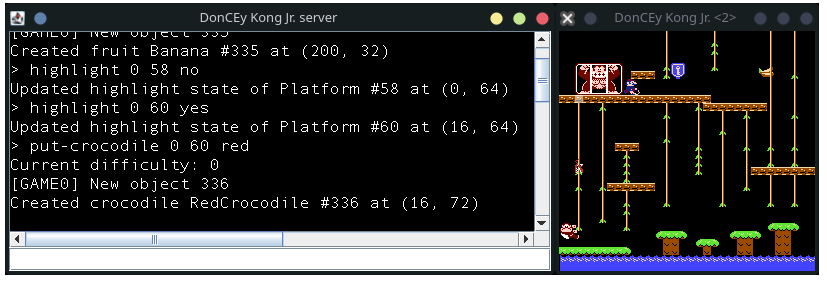 DonCEy Kong Jr. server
[GAME0] New object 335
Created fruit Banana #335 at (200, 32)
> highlight 0 58 no
Updated highlight state of Platform #58 at (0, 64)
> highlight 0 60 yes
Updated highlight state of Platform #60 at (16, 64)
> put-crocodile 0 60 red
Current difficulty: 0
[GAME0] New object 336
Created crocodile RedCrocodile #336 at (16, 72)
DonCEy Kong Jr. <2>